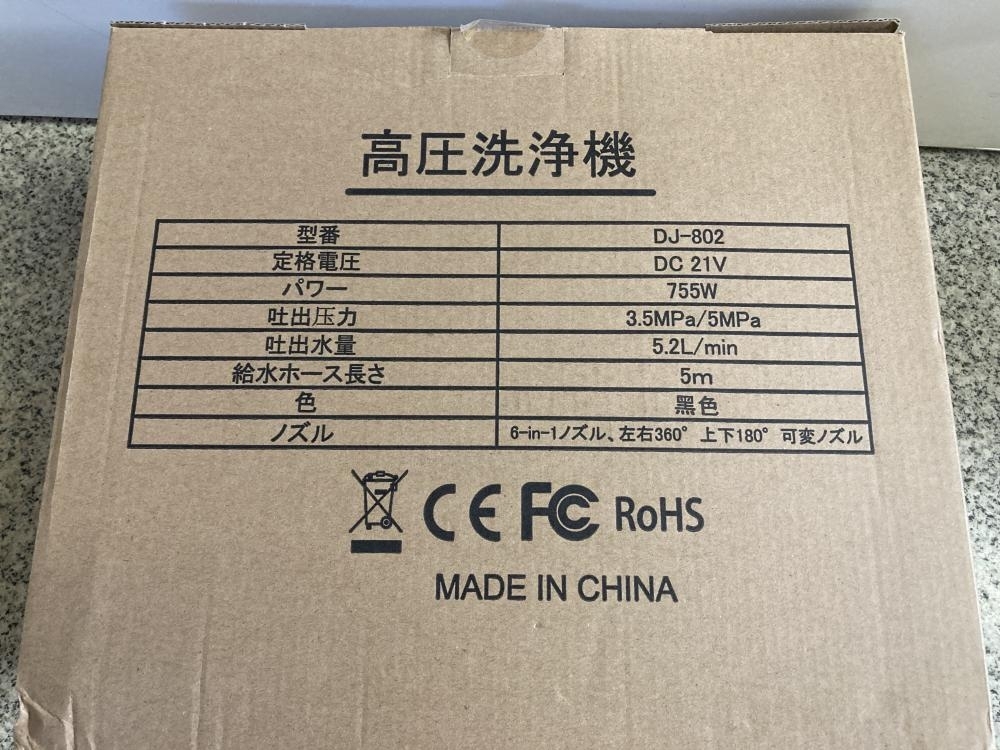 高圧洗浄機
型番 DJ-802
定格電圧 DC 21V
パワー 755W
吐出压力 3.5MPa/5MPa
吐出水量 5.2L/min
給水ホース長さ 5m
色 黑色
ノズル 6-in-1ノズル、左右360° 上下180° 可変ノズル
CE FC RoHS
MADE IN CHINA